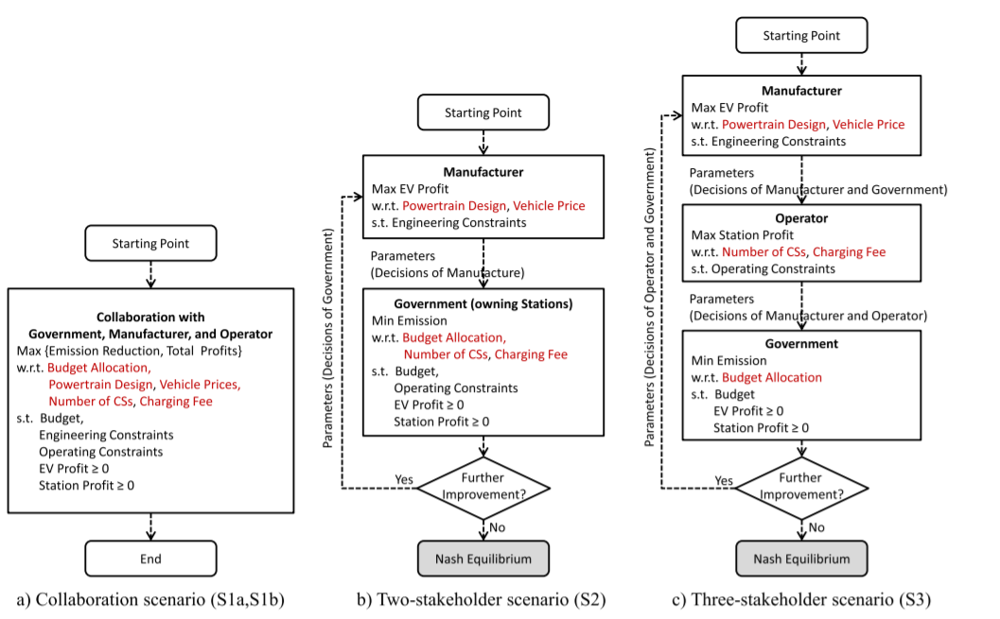 Starting Point
Collaboration with
Government, Manufacturer, and Operator
Max {Emission Reduction, Total Profits}
w.r.t. Budget Allocation,
Powertrain Design, Vehicle Prices,
Number of CSs, Charging Fee
s.t. Budget,
Engineering Constraints
Operating Constraints
EV Profit ≥ 0
Station Profit ≥ 0
End
a) Collaboration scenario (S1a,S1b)
Starting Point
Manufacturer
Max EV Profit
w.r.t. Powertrain Design, Vehicle Price
s.t. Engineering Constraints
Parameters
(Decisions of Manufacture)
Parameters (Decisions of Government)
Government (owning Stations)
Min Emission
w.r.t. Budget Allocation,
Number of CSs, Charging Fee
s.t. Budget,
Operating Constraints
EV Profit ≥ 0
Station Profit ≥ 0
Yes
Further
Improvement?
No
Nash Equilibrium
b) Two-stakeholder scenario (S2)
Starting Point
Manufacturer
Max EV Profit
w.r.t. Powertrain Design, Vehicle Price
s.t. Engineering Constraints
Parameters
(Decisions of Manufacturer and Government)
Parameters (Decisions of Operator and Government)
Operator
Max Station Profit
w.r.t. Number of CSs, Charging Fee
s.t. Operating Constraints
Parameters
(Decisions of Manufacturer and Operator)
Government
Min Emission
w.r.t. Budget Allocation
s.t. Budget
EV Profit ≥ 0
Station Profit ≥ 0
Yes
Further
Improvement?
No
Nash Equilibrium
c) Three-stakeholder scenario (S3)